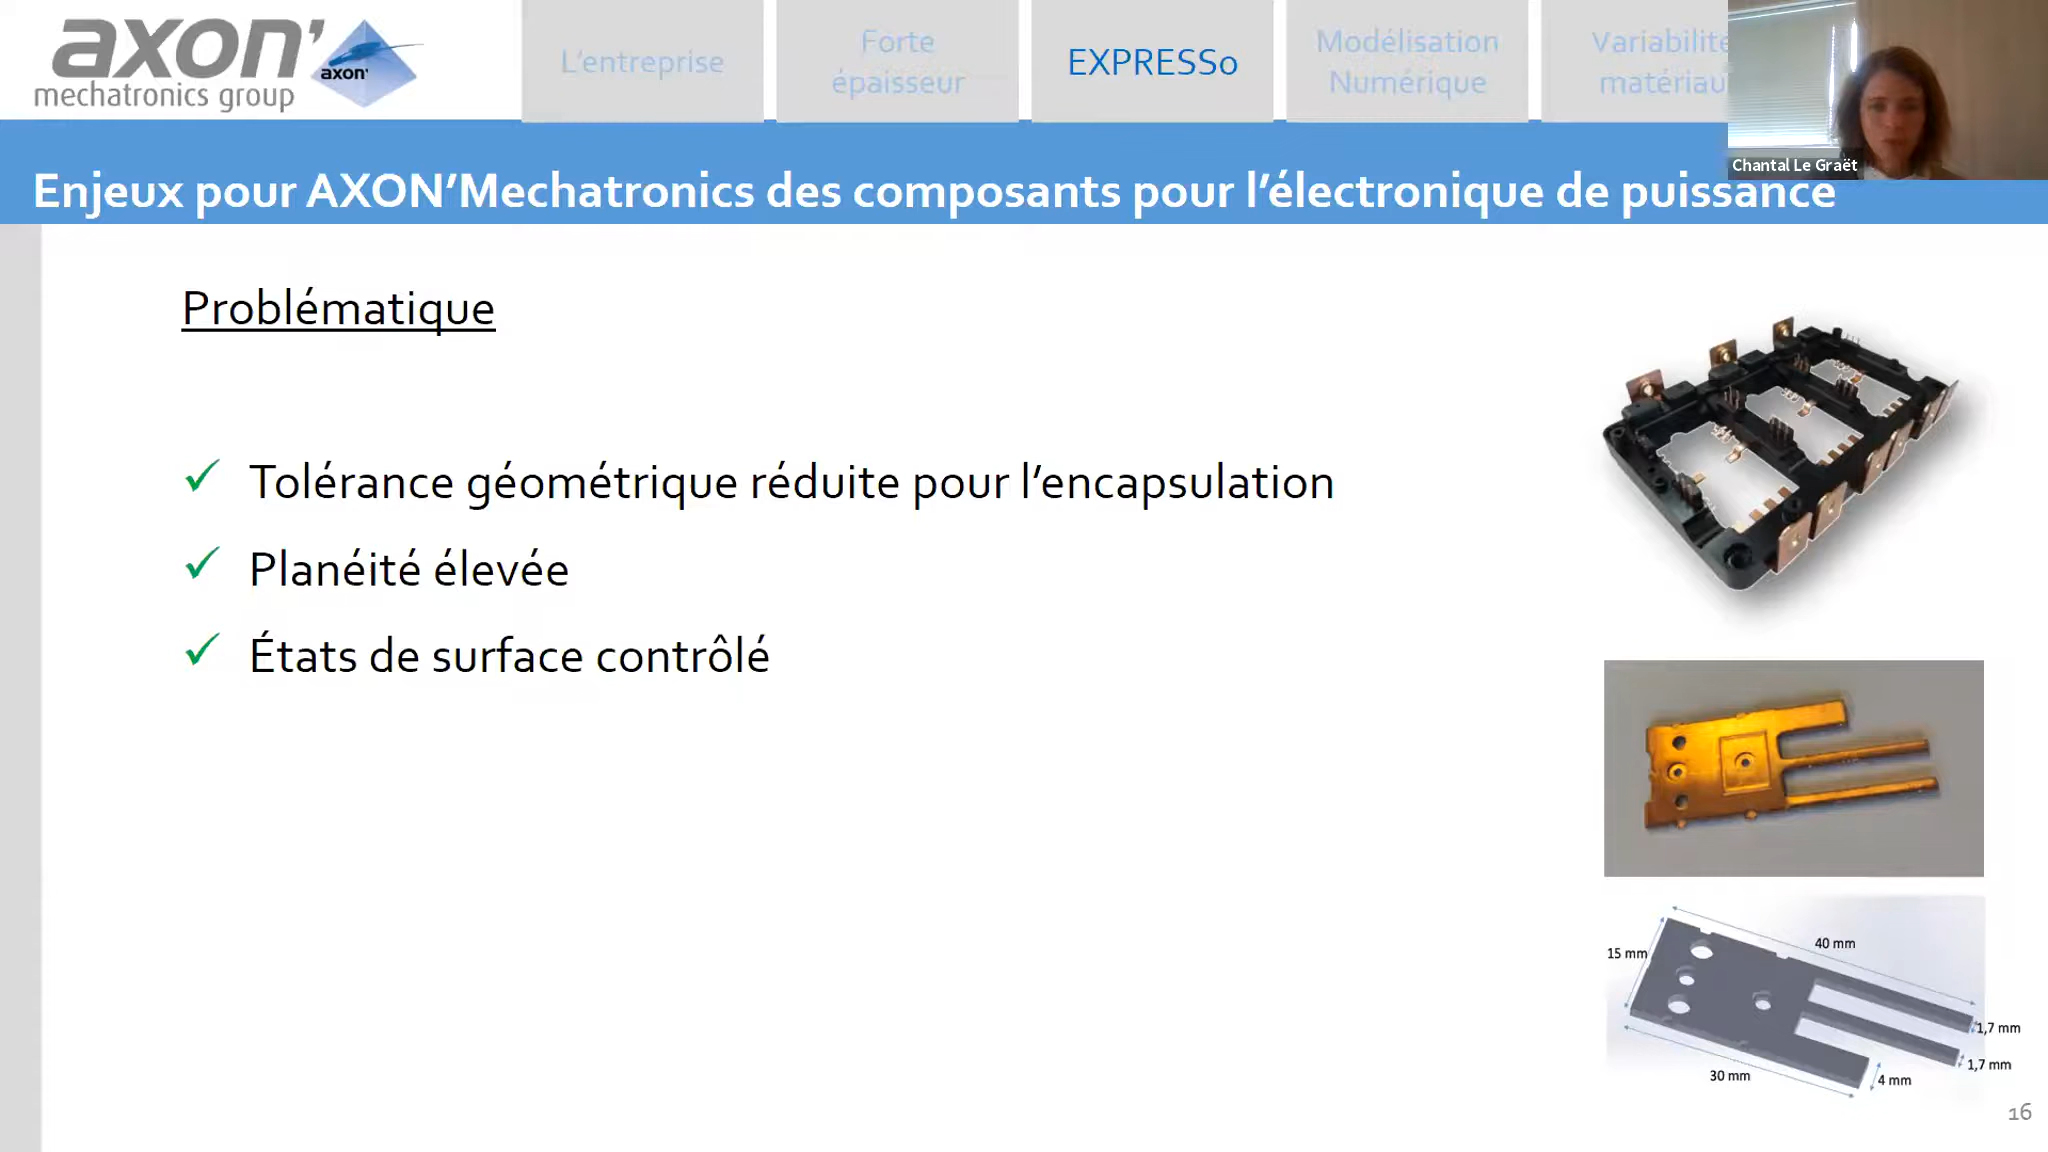 axon'
mechatronics group
axon'
L'entreprise
Forte
épaisseur
EXPRESSo
Modélisation
Numérique
Variabilité
matériau
Chantal Le Graët
Enjeux pour AXON'Mechatronics des composants pour l'électronique de puissance
Problématique
✓ Tolérance géométrique réduite pour l'encapsulation
✓ Planéité élevée
✓ États de surface contrôlé
15 mm
40 mm
1,7 mm
1,7 mm
30 mm
4 mm
16